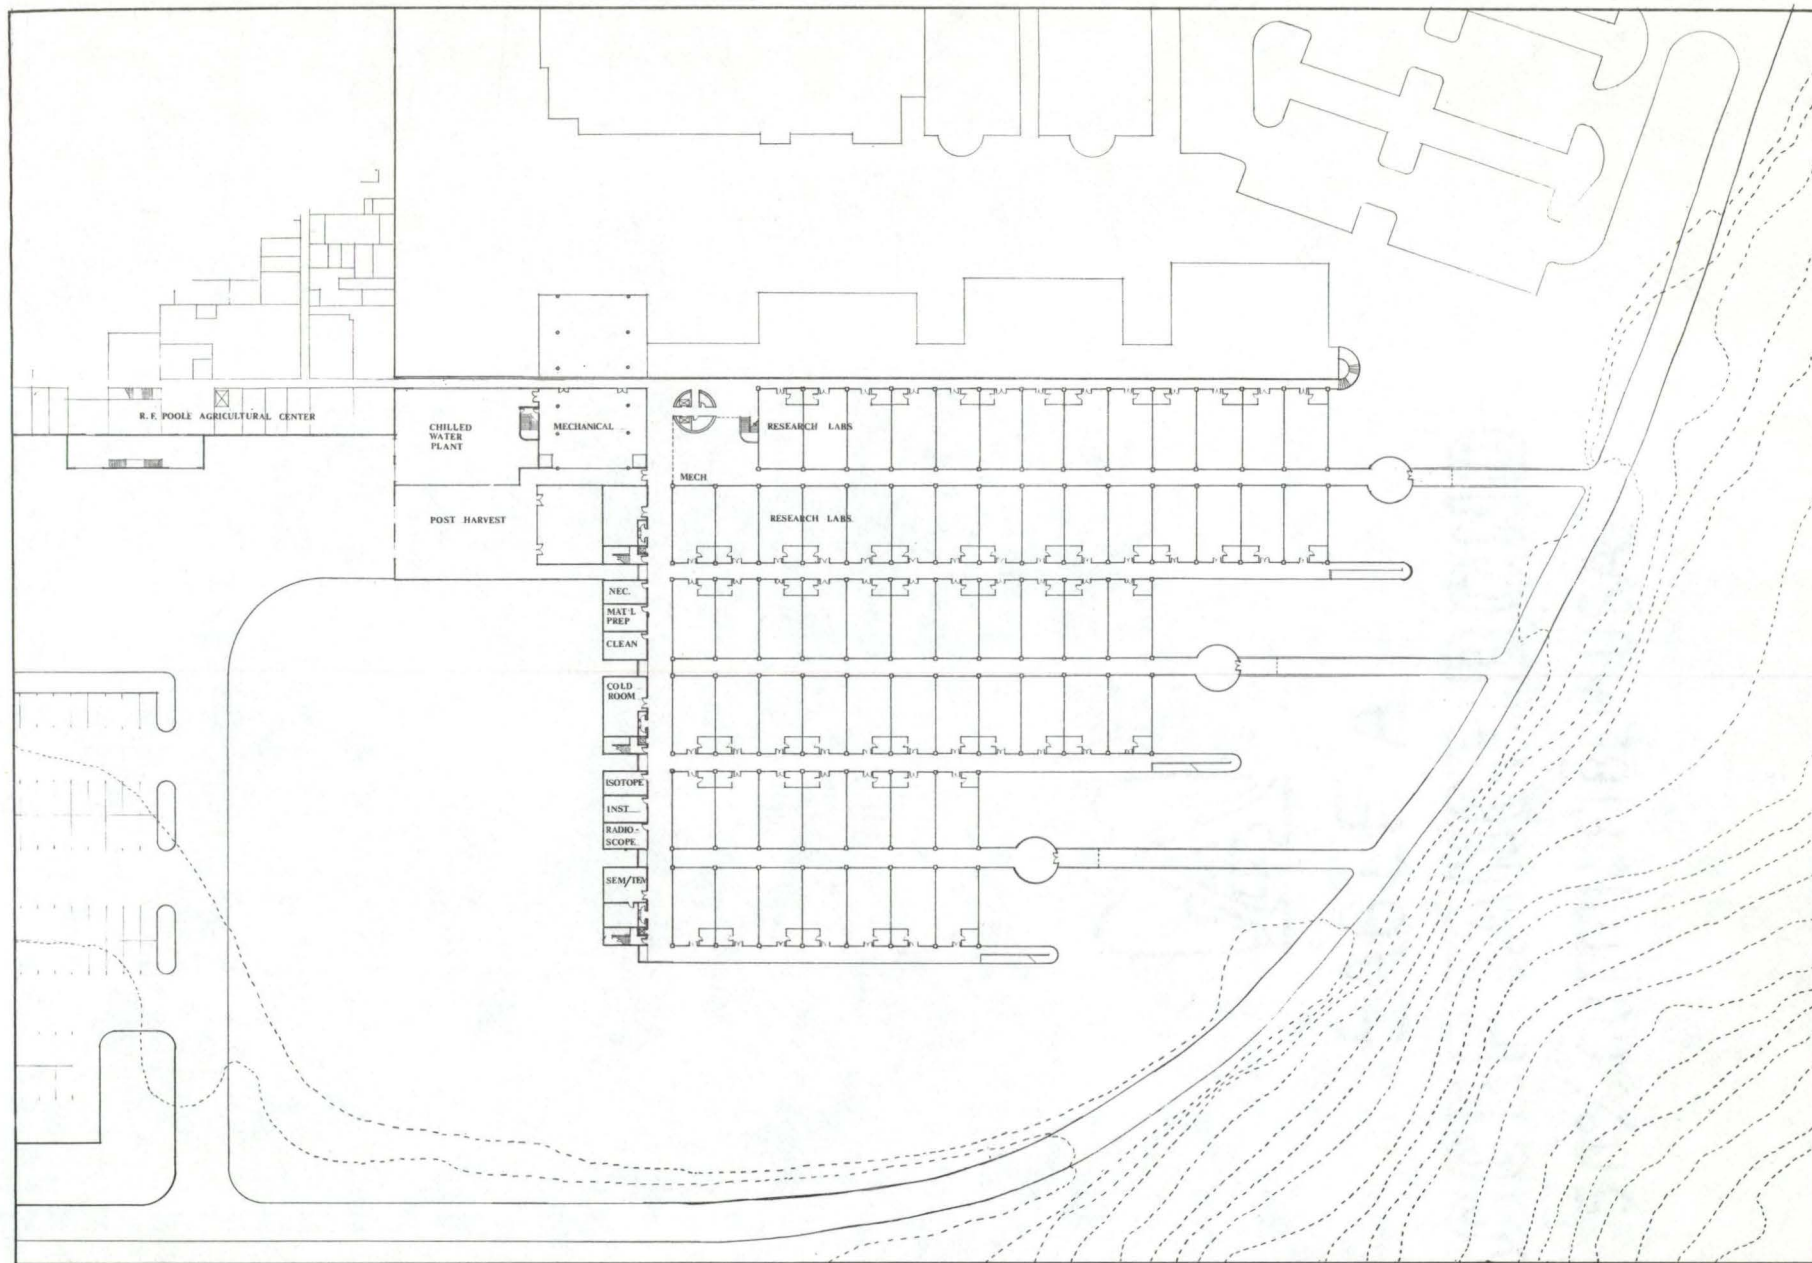 R. F. POOLE AGRICULTURAL CENTER
CHILLED
WATER
PLANT
MECHANICAL
RESEARCH LABS
MECH
POST HARVEST
RESEARCH LABS
NEC.
MAT'L
PREP
CLEAN
COLD
ROOM
ISOTOPE
INST
RADIO-
SCOPE
SEM/TEM